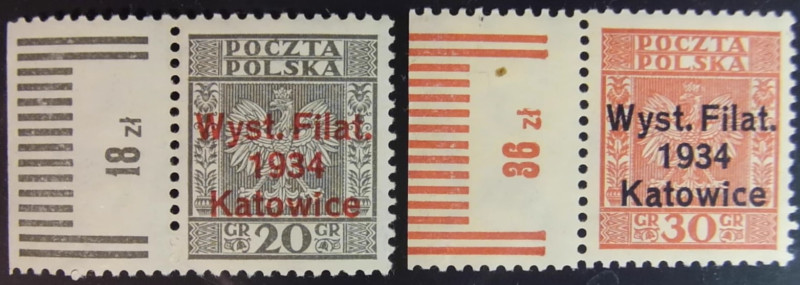 18 zł
POCZTA
POLSKA
Wyst. Filat.
1934
Katowice
GR 20 GR
36 zł
POCZTA
POLSKA
Wyst. Filat.
1934
Katowice
GR 30 GR